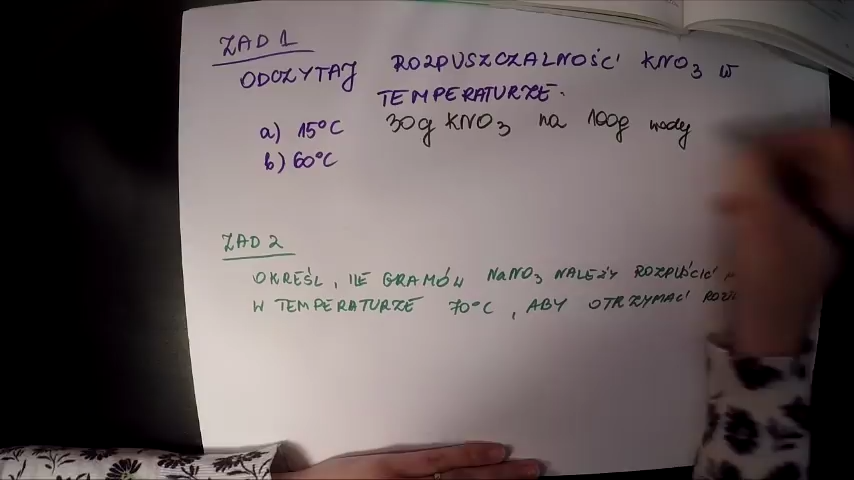 ZAD 1
ODCZYTAJ ROZPUSZCZALNOŚĆ KNO3 W
TEMPERATURZE.
a) 15°C 30g KNO3 na 100g wody
b) 60°C
ZAD 2
OKREŚL, ILE GRAMÓW NaNO3 NALEŻY ROZPUŚCIĆ
W TEMPERATURZE 70°C, ABY OTRZYMAĆ